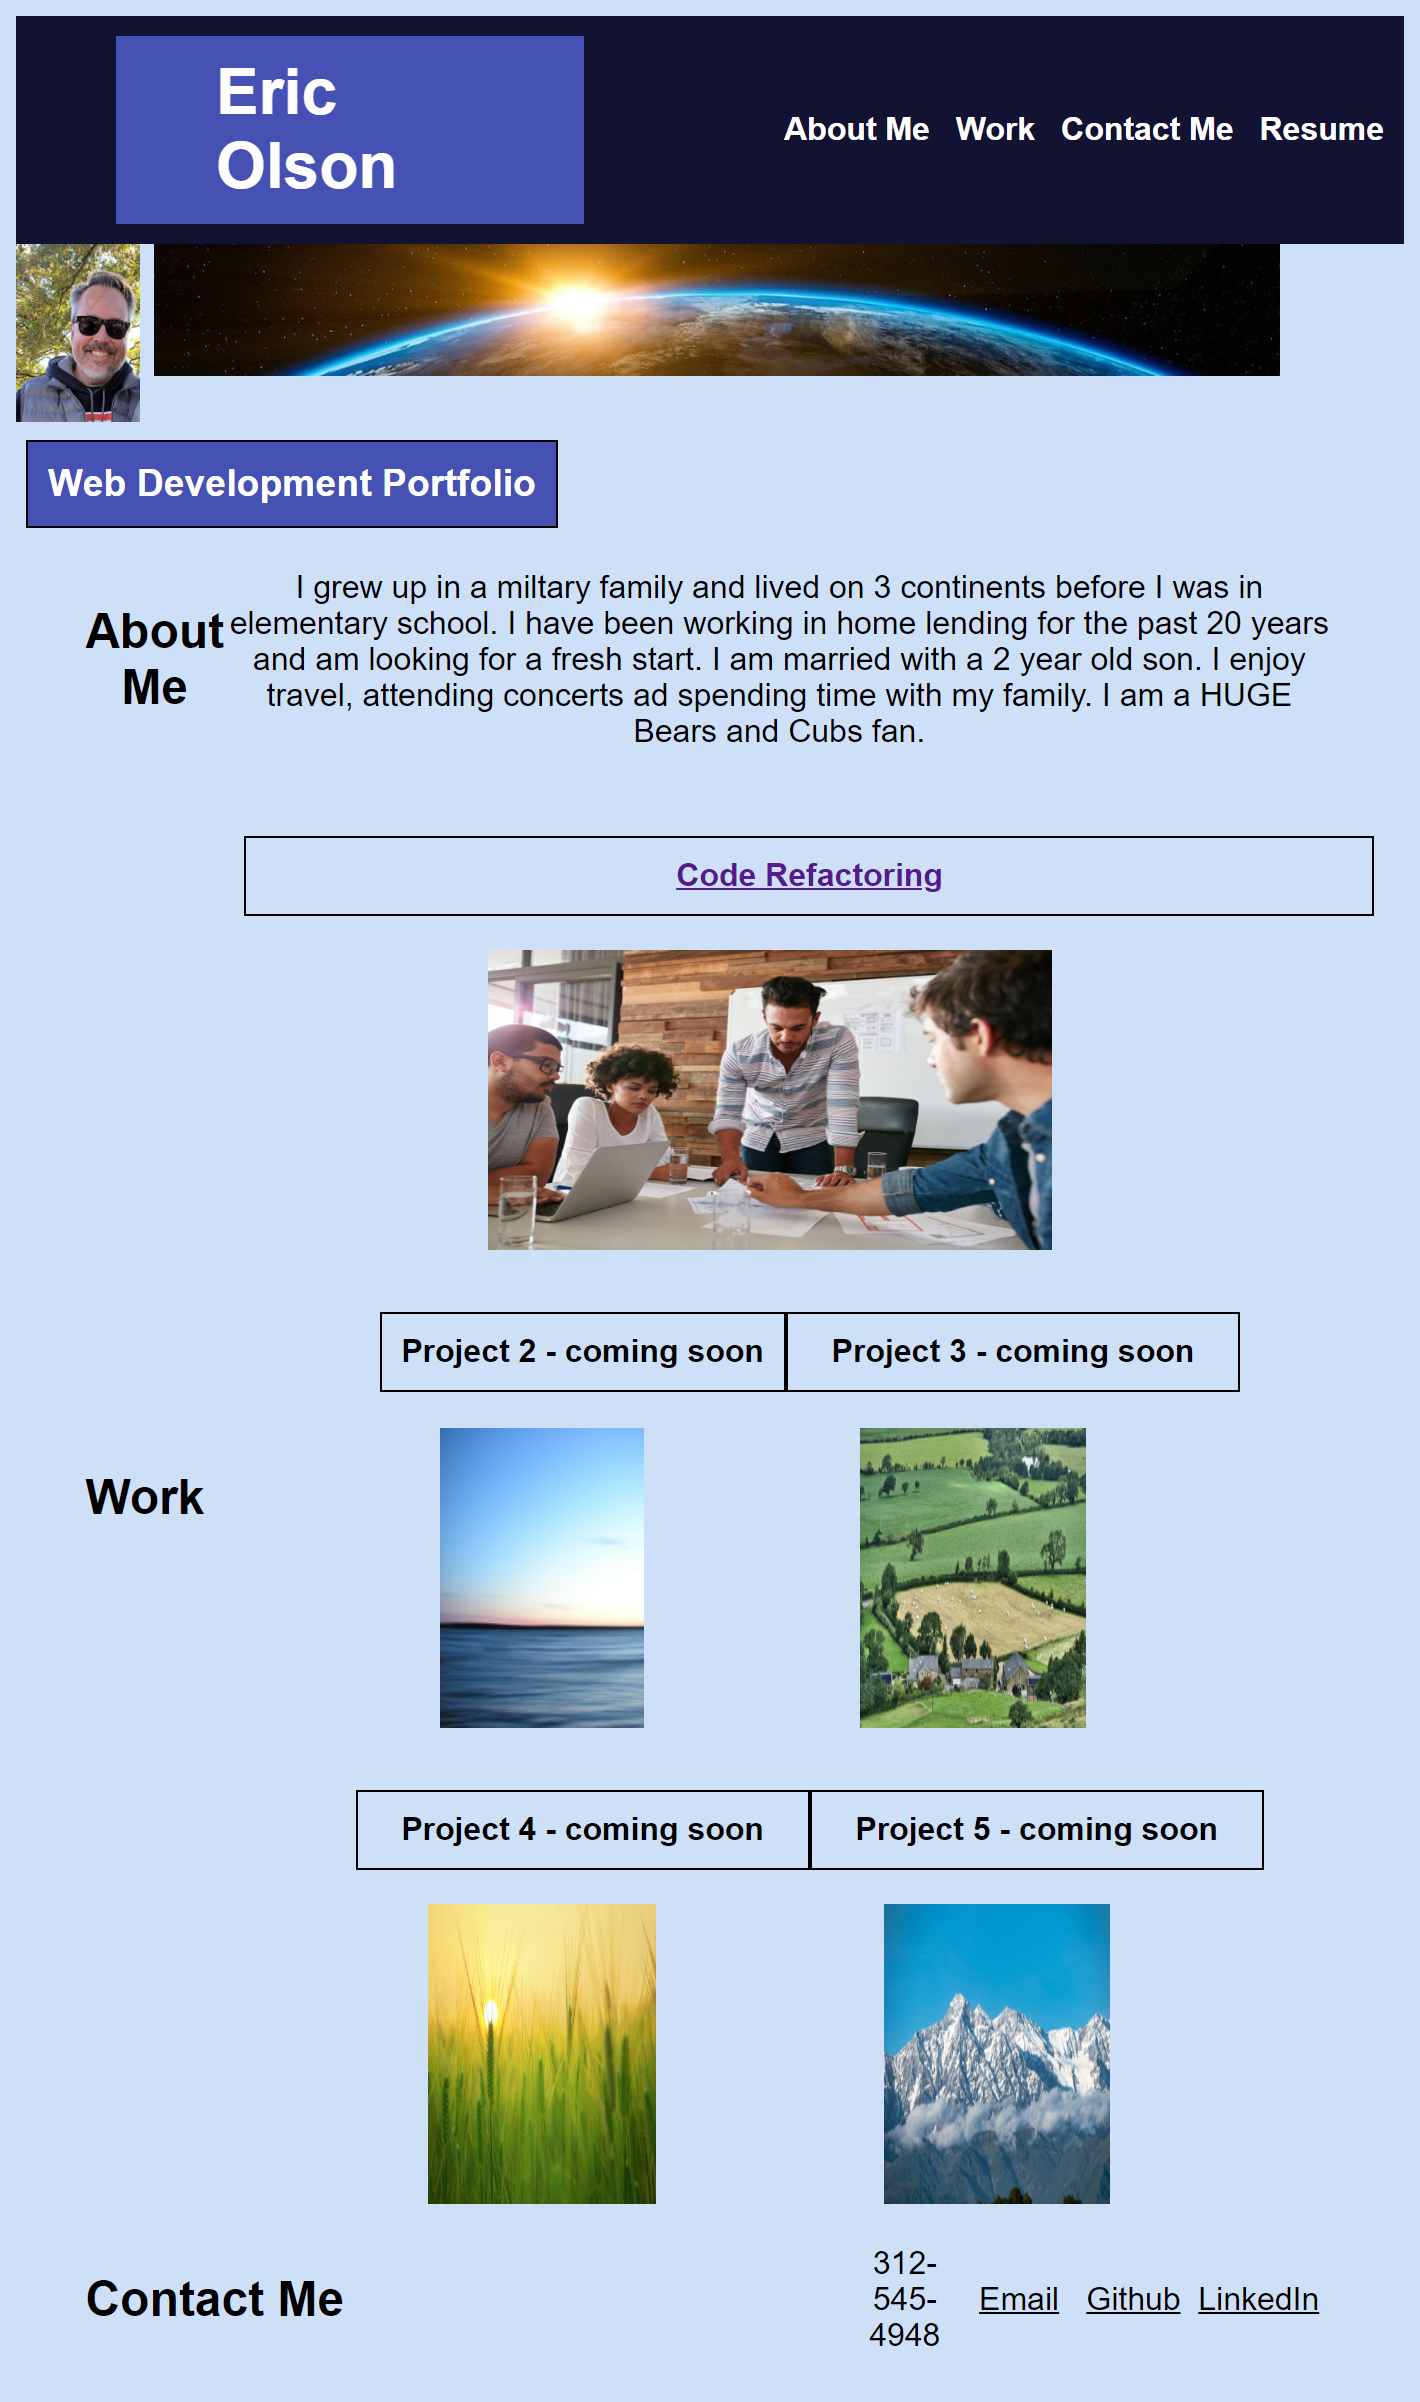 Eric
Olson
About Me Work Contact Me Resume
Web Development Portfolio
About
Me
I grew up in a miltary family and lived on 3 continents before I was in
elementary school. I have been working in home lending for the past 20 years
and am looking for a fresh start. I am married with a 2 year old son. I enjoy
travel, attending concerts ad spending time with my family. I am a HUGE
Bears and Cubs fan.
Code Refactoring
Project 2 - coming soon
Project 3 - coming soon
Work
Project 4 - coming soon
Project 5 - coming soon
Contact Me
312-
545-
4948
Email Github LinkedIn